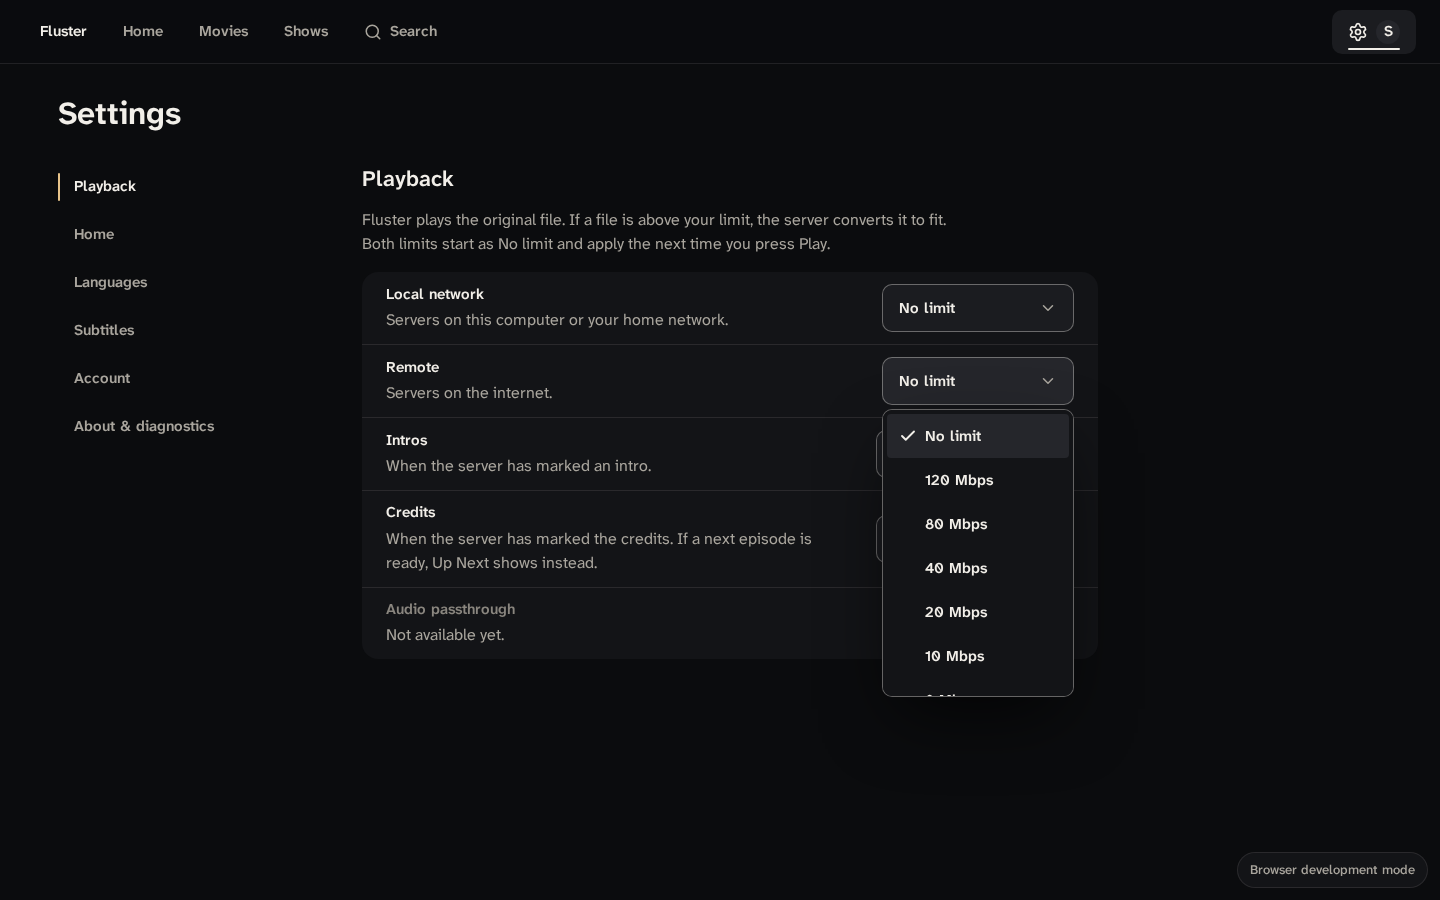 Fluster
Home
Movies
Shows
Search
S
Settings
Playback
Home
Languages
Subtitles
Account
About & diagnostics
Playback
Fluster plays the original file. If a file is above your limit, the server converts it to fit.
Both limits start as No limit and apply the next time you press Play.
Local network
Servers on this computer or your home network.
No limit
Remote
Servers on the internet.
No limit
No limit
120 Mbps
80 Mbps
40 Mbps
20 Mbps
10 Mbps
Intros
When the server has marked an intro.
Credits
When the server has marked the credits. If a next episode is
ready, Up Next shows instead.
Audio passthrough
Not available yet.
Browser development mode